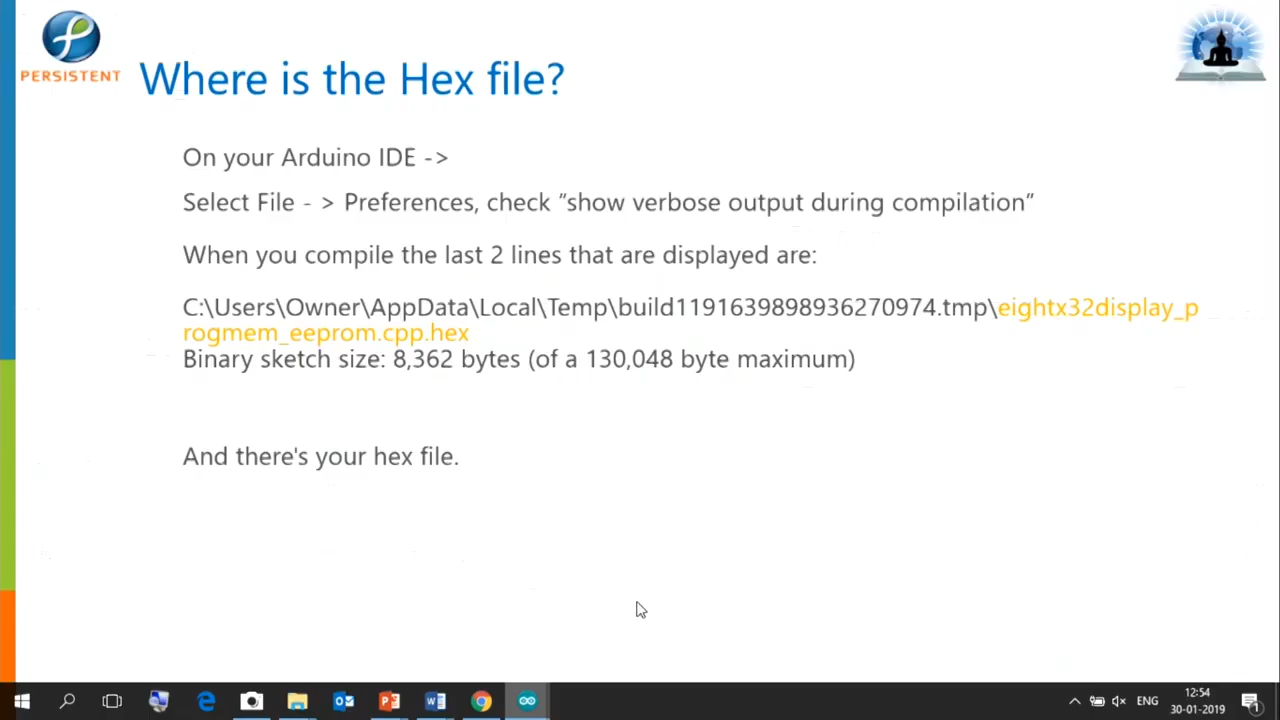 PERSISTENT
Where is the Hex file?
On your Arduino IDE ->
Select File - > Preferences, check ”show verbose output during compilation”
When you compile the last 2 lines that are displayed are:
C:\Users\Owner\AppData\Local\Temp\build1191639898936270974.tmp\eightx32display_p
rogmem_eeprom.cpp.hex
Binary sketch size: 8,362 bytes (of a 130,048 byte maximum)
And there's your hex file.
ENG
12:54
30-01-2019
1